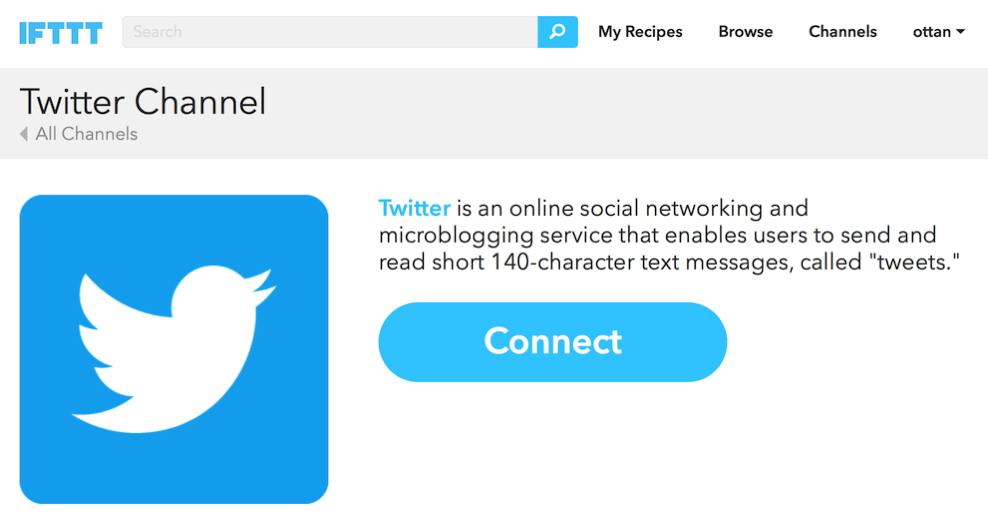 IFTTT
Search
My Recipes
Browse
Channels
ottan
Twitter Channel
All Channels
Twitter is an online social networking and
microblogging service that enables users to send and
read short 140-character text messages, called "tweets."
Connect